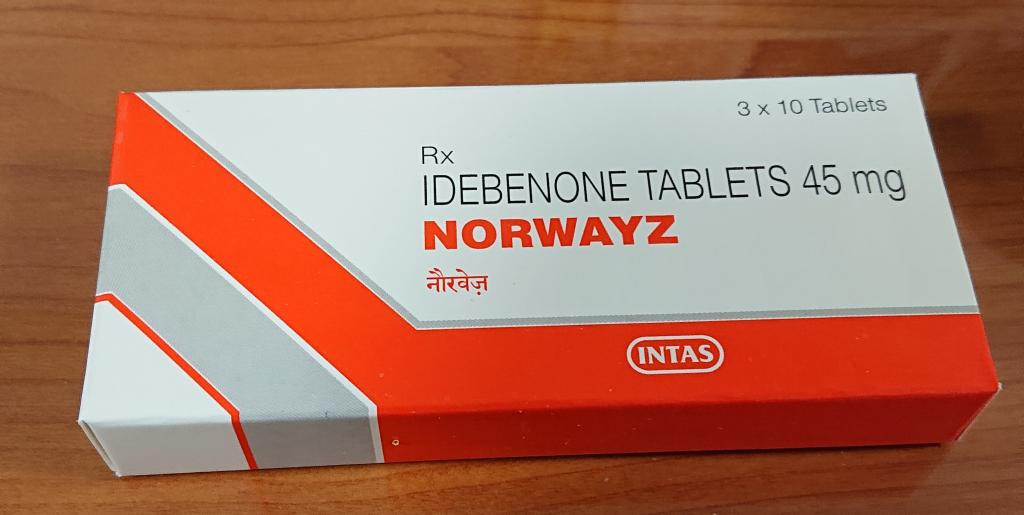 3 x 10 Tablets
Rx
IDEBENONE TABLETS 45 mg
NORWAYZ
नौरवेज़
INTAS